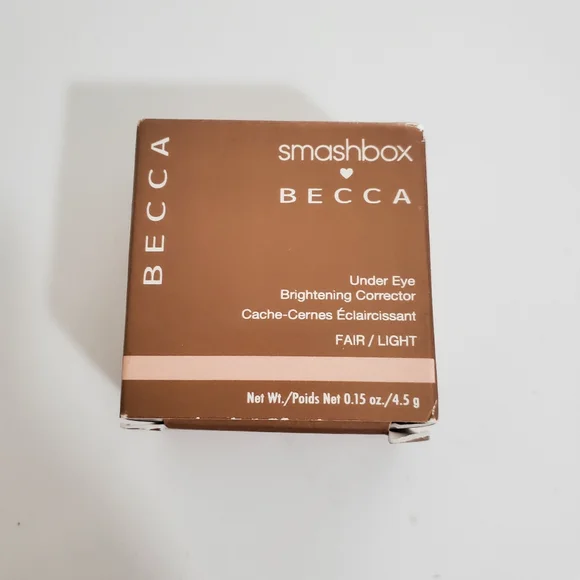 BECCA
smashbox
BECCA
Under Eye
Brightening Corrector
Cache-Cernes Éclaircissant
FAIR / LIGHT
Net Wt./Poids Net 0.15 oz./4.5 g